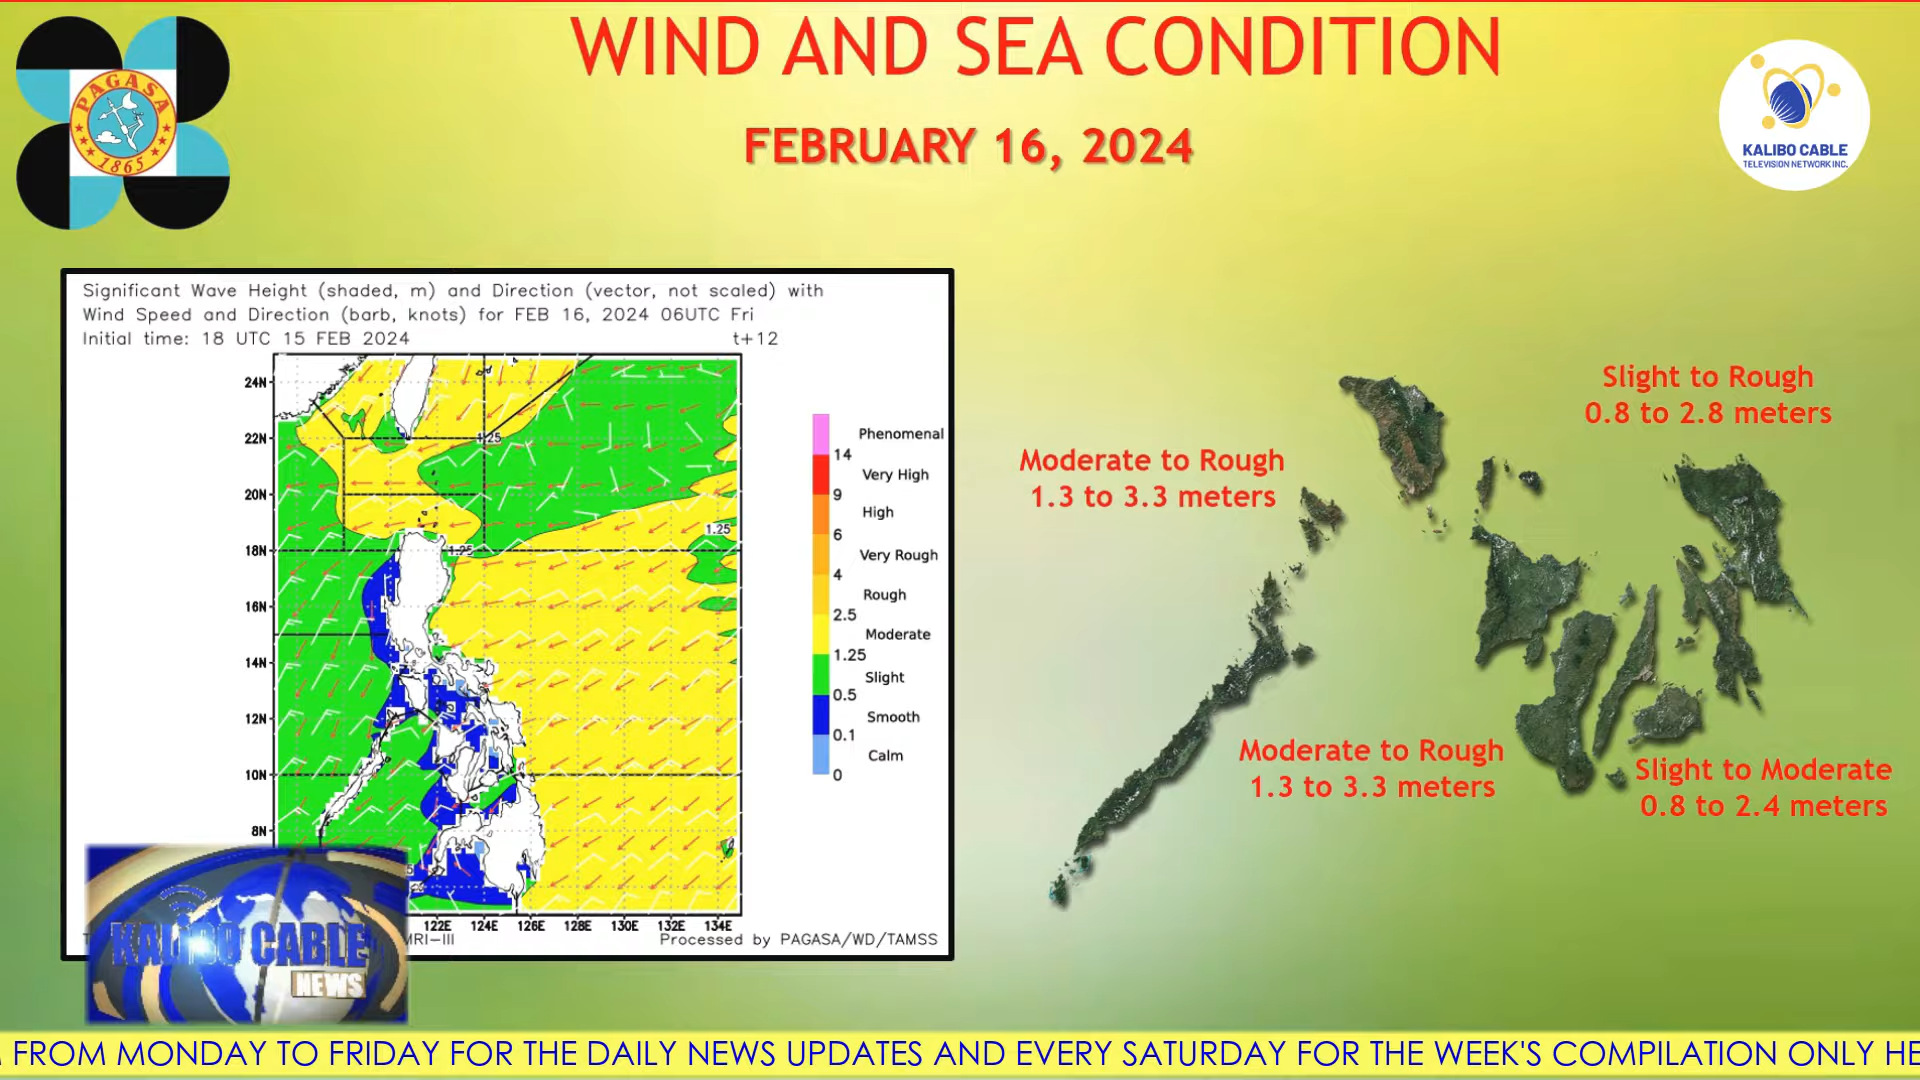 WIND AND SEA CONDITION
FEBRUARY 16, 2024
PAGASA
1865
KALIBO CABLE
TELEVISION NETWORK INC.
Significant Wave Height (shaded, m) and Direction (vector, not scaled) with
Wind Speed and Direction (barb, knots) for FEB 16, 2024 06UTC Fri
Initial time: 18 UTC 15 FEB 2024 t+12
24N
22N
20N
18N
16N
14N
12N
10N
8N
1.25
1.25
1.25
122E 124E 126E 128E 130E 132E 134E
MRI-III Processed by PAGASA/WD/TAMSS
Phenomenal
14
Very High
9
High
6
Very Rough
4
Rough
2.5
Moderate
1.25
Slight
0.5
Smooth
0.1
Calm
0
Slight to Rough
0.8 to 2.8 meters
Moderate to Rough
1.3 to 3.3 meters
Moderate to Rough
1.3 to 3.3 meters
Slight to Moderate
0.8 to 2.4 meters
KALIBO CABLE
NEWS
FROM MONDAY TO FRIDAY FOR THE DAILY NEWS UPDATES AND EVERY SATURDAY FOR THE WEEK'S COMPILATION ONLY HE